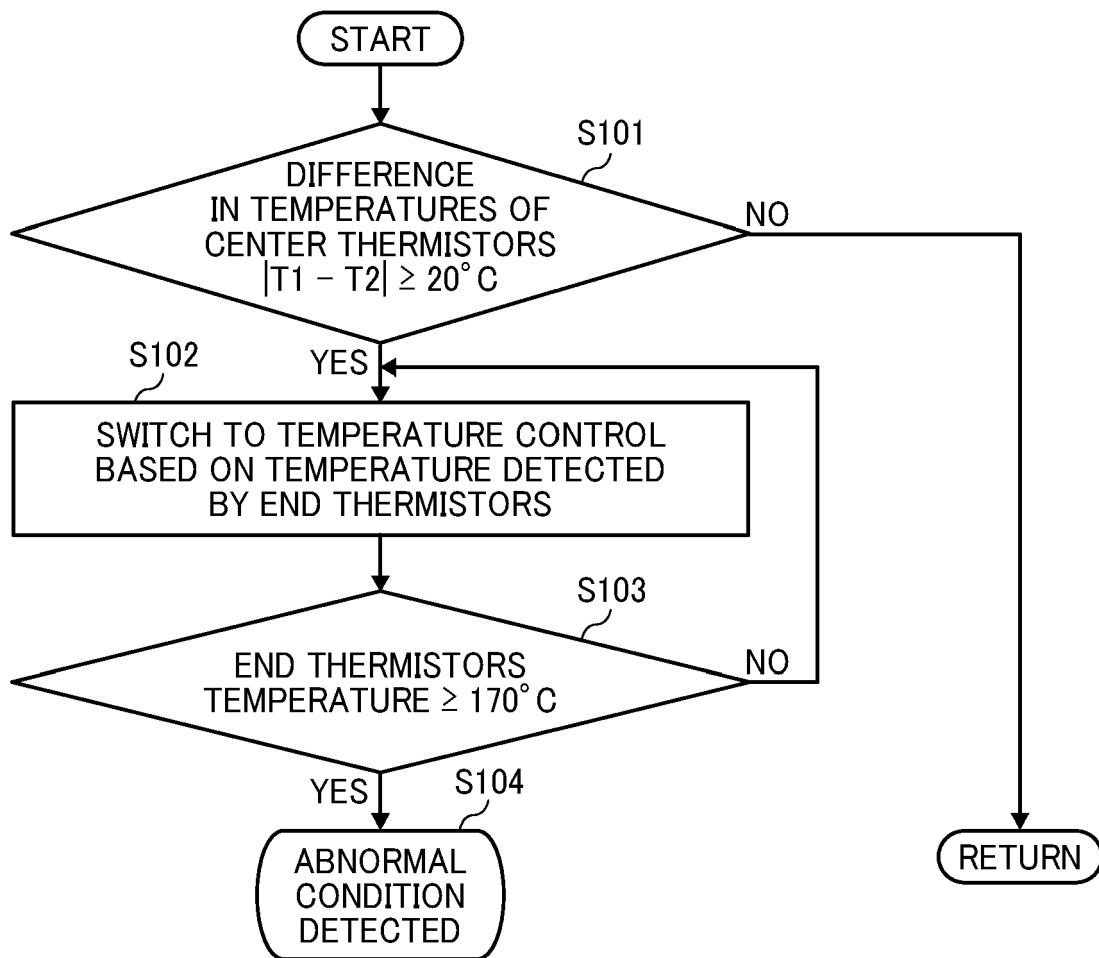 START
S101
DIFFERENCE
IN TEMPERATURES OF
CENTER THERMISTORS
|T1 − T2| ≥ 20°C
NO
YES
S102
SWITCH TO TEMPERATURE CONTROL
BASED ON TEMPERATURE DETECTED
BY END THERMISTORS
S103
END THERMISTORS
TEMPERATURE ≥ 170°C
NO
YES
S104
ABNORMAL
CONDITION
DETECTED
RETURN